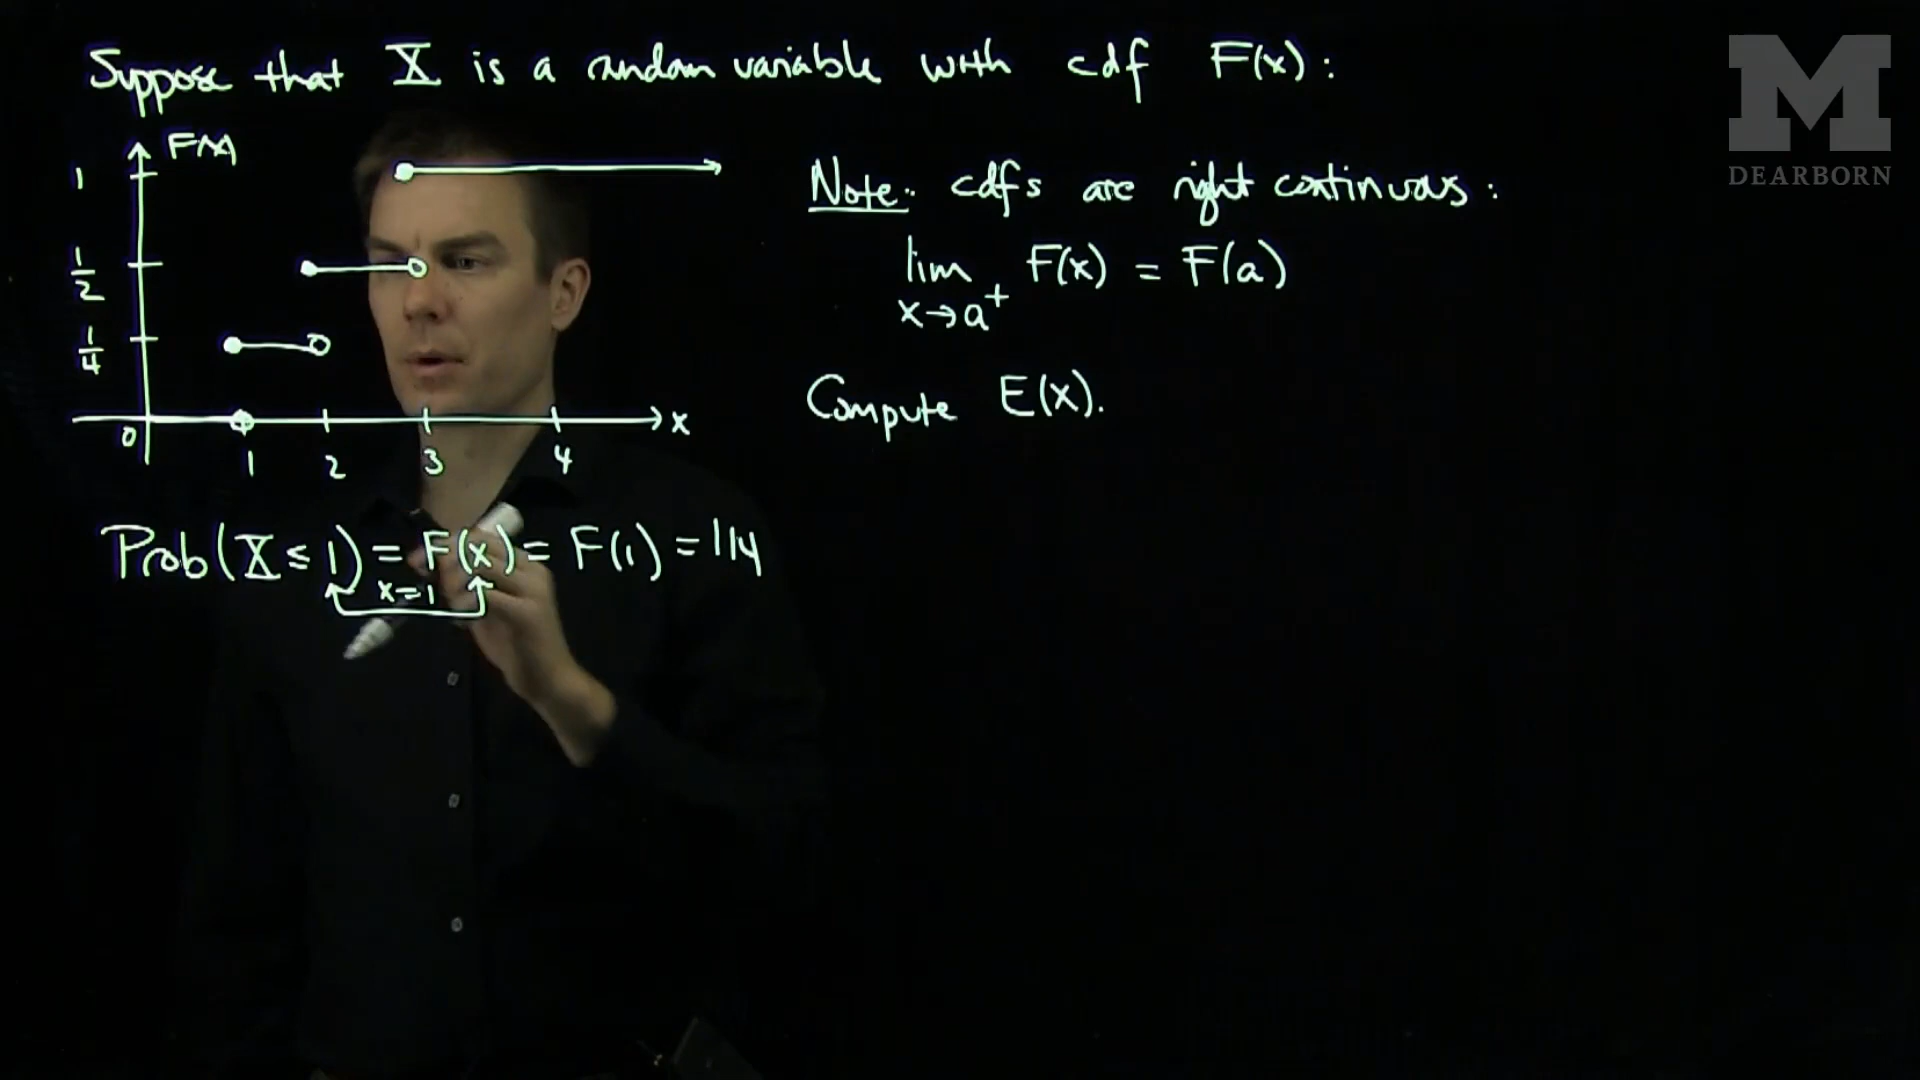 Suppose that X is a random variable with cdf F(x) :
F(x)
1
1/2
1/4
0 1 2 3 4 x
Note: cdfs are right continuous :
lim x→a⁺ F(x) = F(a)
Compute E(X).
Prob(X ≤ 1) = F(x) = F(1) = 1/4
x=1
M
DEARBORN